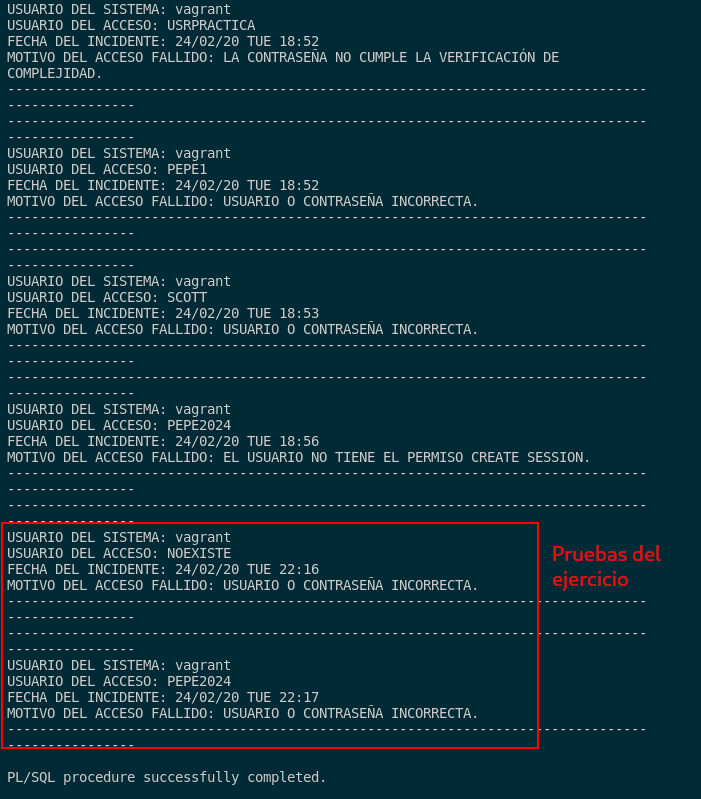 USUARIO DEL SISTEMA: vagrant
USUARIO DEL ACCESO: USRPRACTICA
FECHA DEL INCIDENTE: 24/02/20 TUE 18:52
MOTIVO DEL ACCESO FALLIDO: LA CONTRASEÑA NO CUMPLE LA VERIFICACIÓN DE
COMPLEJIDAD.
--------------------------------------------------------------------------------
----------------
--------------------------------------------------------------------------------
----------------
USUARIO DEL SISTEMA: vagrant
USUARIO DEL ACCESO: PEPE1
FECHA DEL INCIDENTE: 24/02/20 TUE 18:52
MOTIVO DEL ACCESO FALLIDO: USUARIO O CONTRASEÑA INCORRECTA.
--------------------------------------------------------------------------------
----------------
--------------------------------------------------------------------------------
----------------
USUARIO DEL SISTEMA: vagrant
USUARIO DEL ACCESO: SCOTT
FECHA DEL INCIDENTE: 24/02/20 TUE 18:53
MOTIVO DEL ACCESO FALLIDO: USUARIO O CONTRASEÑA INCORRECTA.
--------------------------------------------------------------------------------
----------------
--------------------------------------------------------------------------------
----------------
USUARIO DEL SISTEMA: vagrant
USUARIO DEL ACCESO: PEPE2024
FECHA DEL INCIDENTE: 24/02/20 TUE 18:56
MOTIVO DEL ACCESO FALLIDO: EL USUARIO NO TIENE EL PERMISO CREATE SESSION.
--------------------------------------------------------------------------------
----------------
--------------------------------------------------------------------------------
----------------
USUARIO DEL SISTEMA: vagrant
USUARIO DEL ACCESO: NOEXISTE
FECHA DEL INCIDENTE: 24/02/20 TUE 22:16
MOTIVO DEL ACCESO FALLIDO: USUARIO O CONTRASEÑA INCORRECTA.
Pruebas del
ejercicio
--------------------------------------------------------------------------------
----------------
--------------------------------------------------------------------------------
----------------
USUARIO DEL SISTEMA: vagrant
USUARIO DEL ACCESO: PEPE2024
FECHA DEL INCIDENTE: 24/02/20 TUE 22:17
MOTIVO DEL ACCESO FALLIDO: USUARIO O CONTRASEÑA INCORRECTA.
--------------------------------------------------------------------------------
----------------
PL/SQL procedure successfully completed.